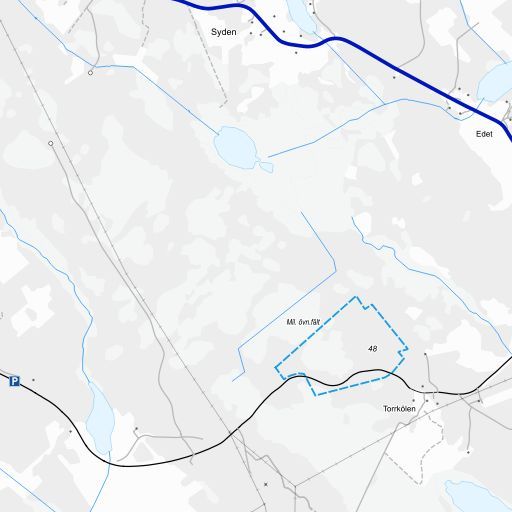 Syden
Edet
Mil. övn.fält
48
P
Torrkölen